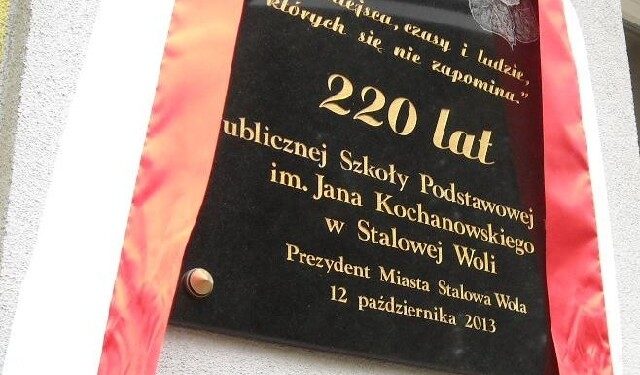 czasy i ludzie,
których się nie zapomina."
220 lat
ublicznej Szkoły Podstawowej
im. Jana Kochanowskiego
w Stalowej Woli
Prezydent Miasta Stalowa Wola
12 października 2013